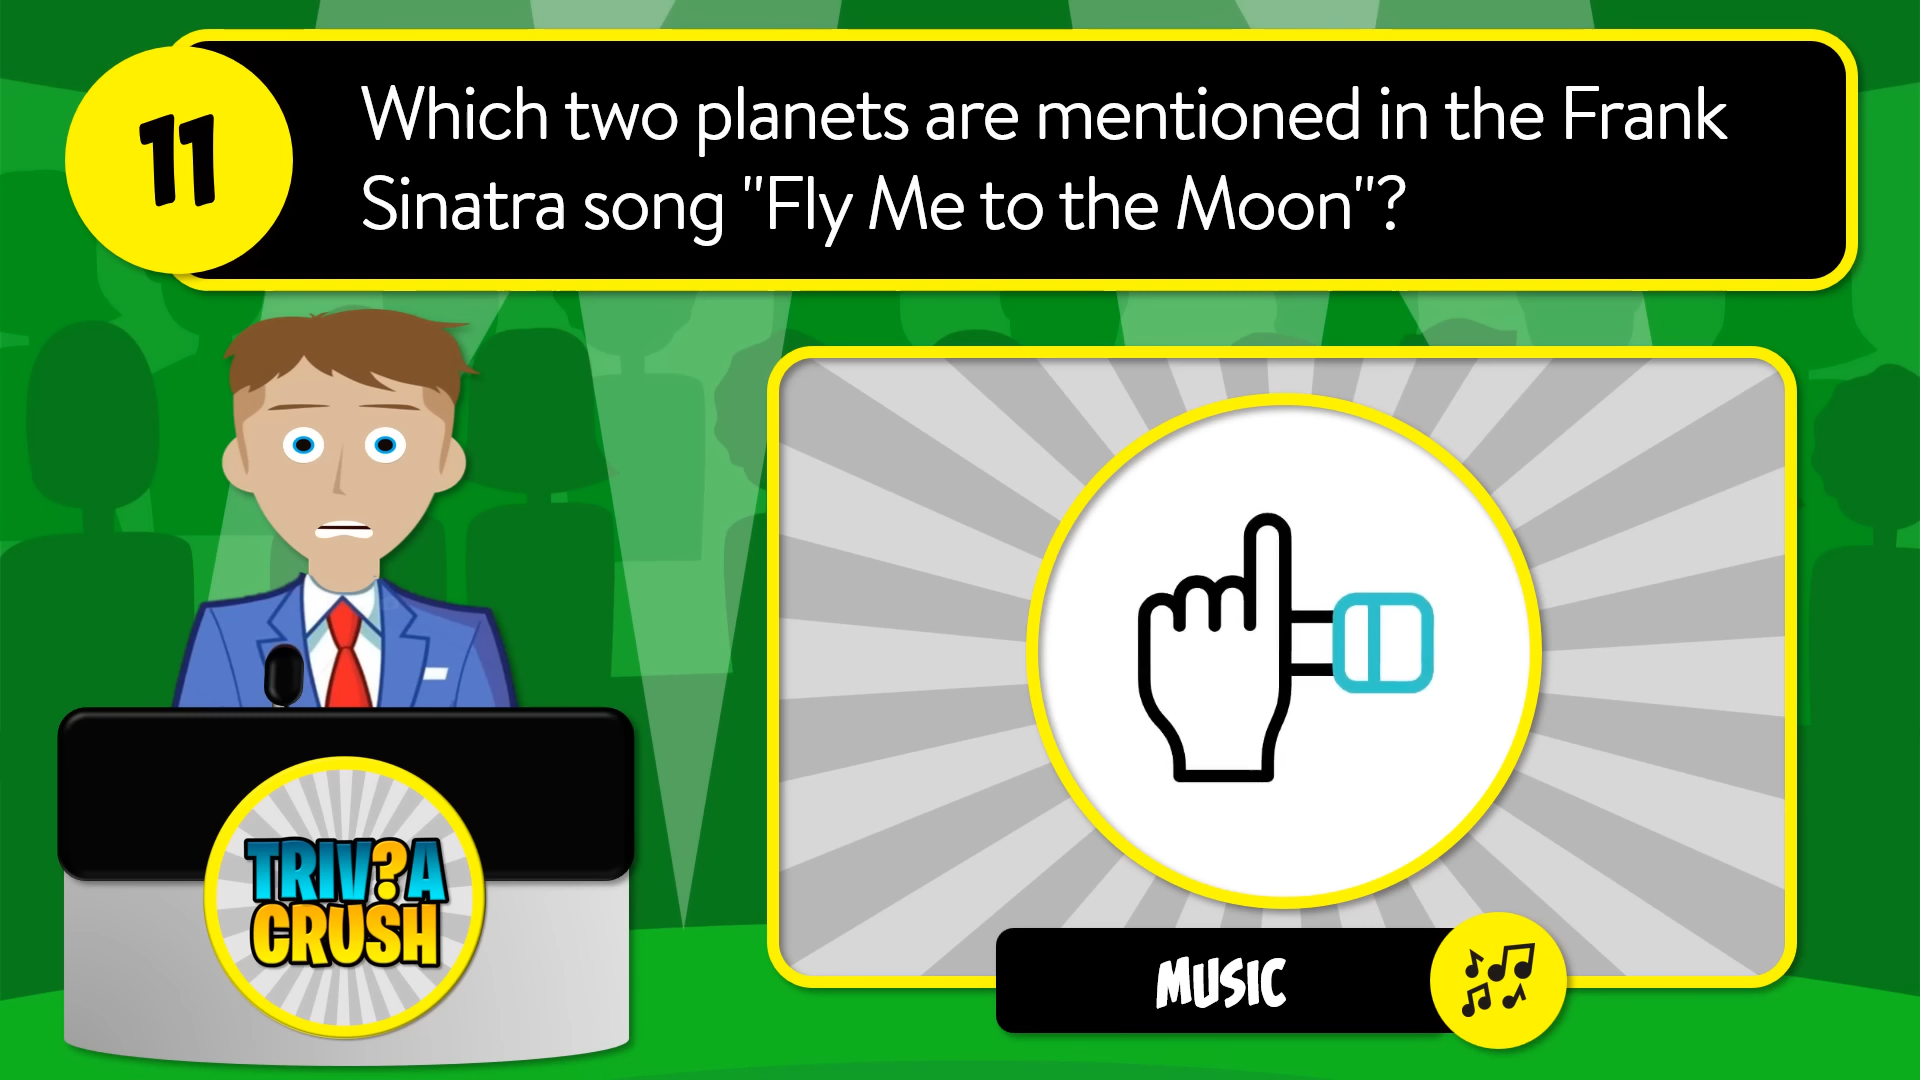 11
Which two planets are mentioned in the Frank
Sinatra song "Fly Me to the Moon"?
TRIV?A
CRUSH
MUSIC